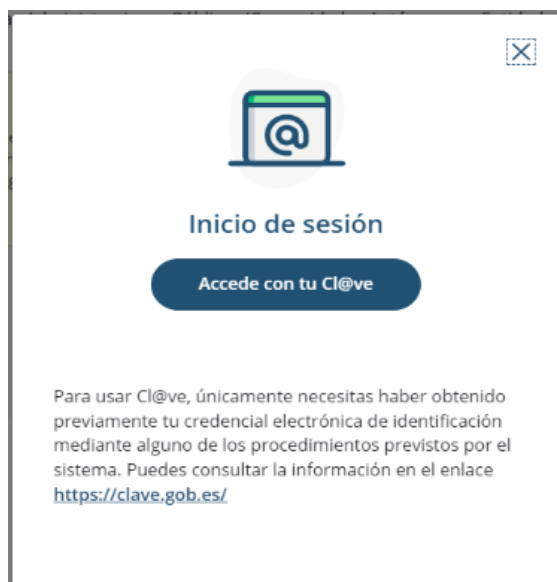 Inicio de sesión
Accede con tu Cl@ve
Para usar Cl@ve, únicamente necesitas haber obtenido
previamente tu credencial electrónica de identificación
mediante alguno de los procedimientos previstos por el
sistema. Puedes consultar la información en el enlace
https://clave.gob.es/